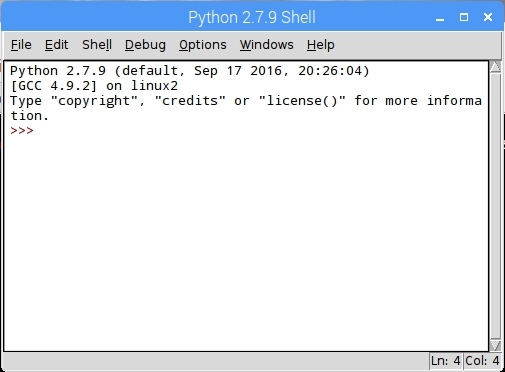 Python 2.7.9 Shell
File Edit Shell Debug Options Windows Help
Python 2.7.9 (default, Sep 17 2016, 20:26:04)
[GCC 4.9.2] on linux2
Type "copyright", "credits" or "license()" for more informa
tion.
>>>
Ln: 4 Col: 4